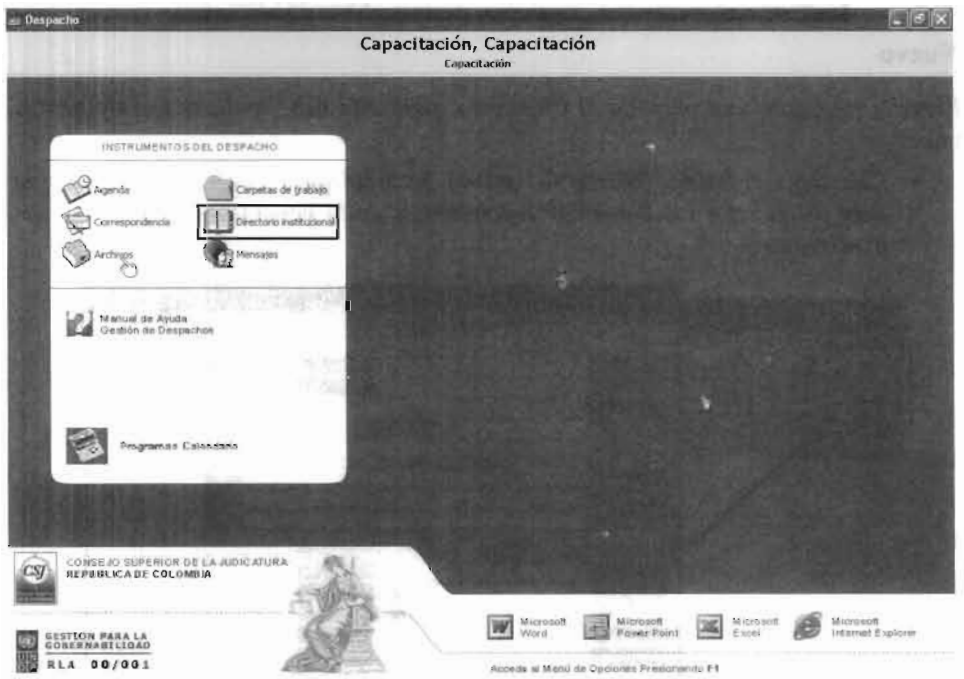 Despacho
Capacitación, Capacitación
Capacitación
INSTRUMENTOS DEL DESPACHO
Agenda
Carpetas de trabajo
Correspondencia
Directorio institucional
Archivos
Mensajes
Manual de Ayuda
Gestión de Despachos
Programas Calendario
CSJ
CONSEJO SUPERIOR DE LA JUDICATURA
REPUBLICA DE COLOMBIA
GESTION PARA LA
GOBERNABILIDAD
RLA 00/001
Microsoft
Word
Microsoft
Power Point
Microsoft
Excel
Microsoft
Internet Explorer
Acceda al Menú de Opciones Presionando F1